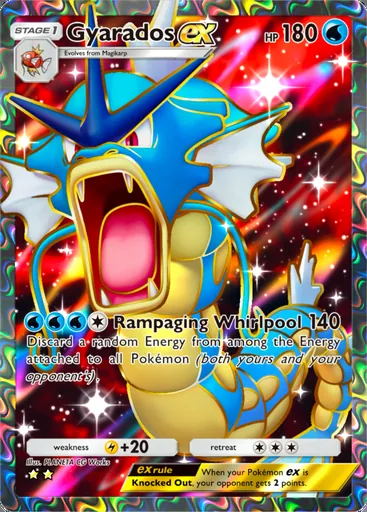 STAGE 1
Gyarados ex
HP 180
Evolves from Magikarp
Rampaging Whirlpool 140
Discard a random Energy from among the Energy
attached to all Pokémon (both yours and your
opponent's).
weakness +20
retreat
Illus. PLANETA CG Works
ex rule
When your Pokémon ex is
Knocked Out, your opponent gets 2 points.